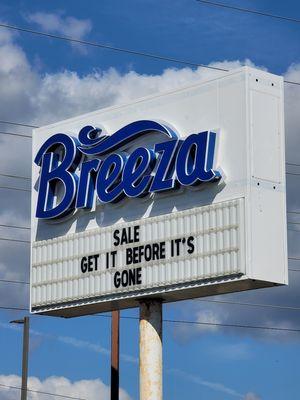 Breeza
SALE
GET IT BEFORE IT'S
GONE